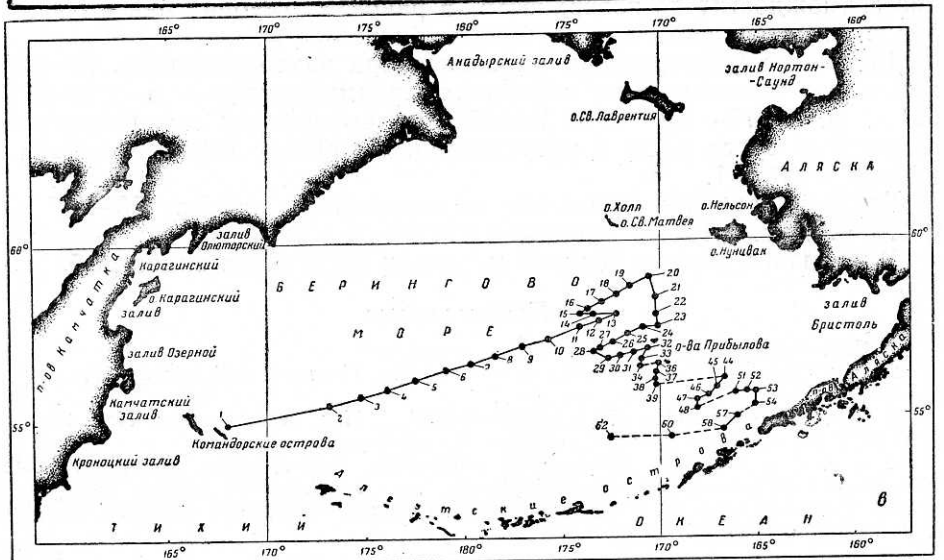 165° 170° 175° 180° 175° 170° 165° 160°
Анадырский залив
залив Нортон-
-Саунд
о.Св.Лаврентия
АЛЯСКА
о.Холл
о.Св.Матвея
о.Нельсон
о.Нунивак
60°
залив
Олюторский
60°
Карагинский
о.Карагинский
залив
БЕРИНГОВО
МОРЕ
п-ов Камчатка
залив Озерной
залив
Бристоль
о-ва Прибылова
п-ов Аляска
Камчатский
залив
55°
55°
Командорские острова
Кроноцкий залив
Алеутские острова
1 2 3 4 5 6 7 8 9 10 11 12 13 14 15 16 17 18 19 20
21 22 23 24 25 26 27 28 29 30 31 32 33 34 36 37 38 39
44 45 46 47 48 51 52 53 54 57 58 60 62
ТИХИЙ ОКЕАН
В
165° 170° 175° 180° 175° 170° 165° 160°